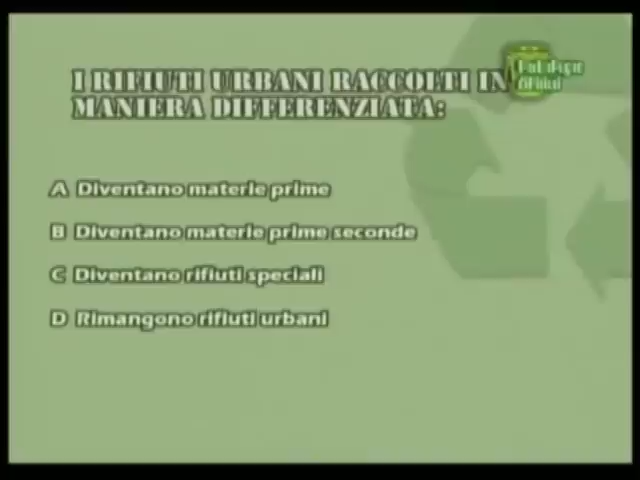 I RIFIUTI URBANI RACCOLTI IN
MANIERA DIFFERENZIATA:
A Diventano materie prime
B Diventano materie prime seconde
C Diventano rifiuti speciali
D Rimangono rifiuti urbani